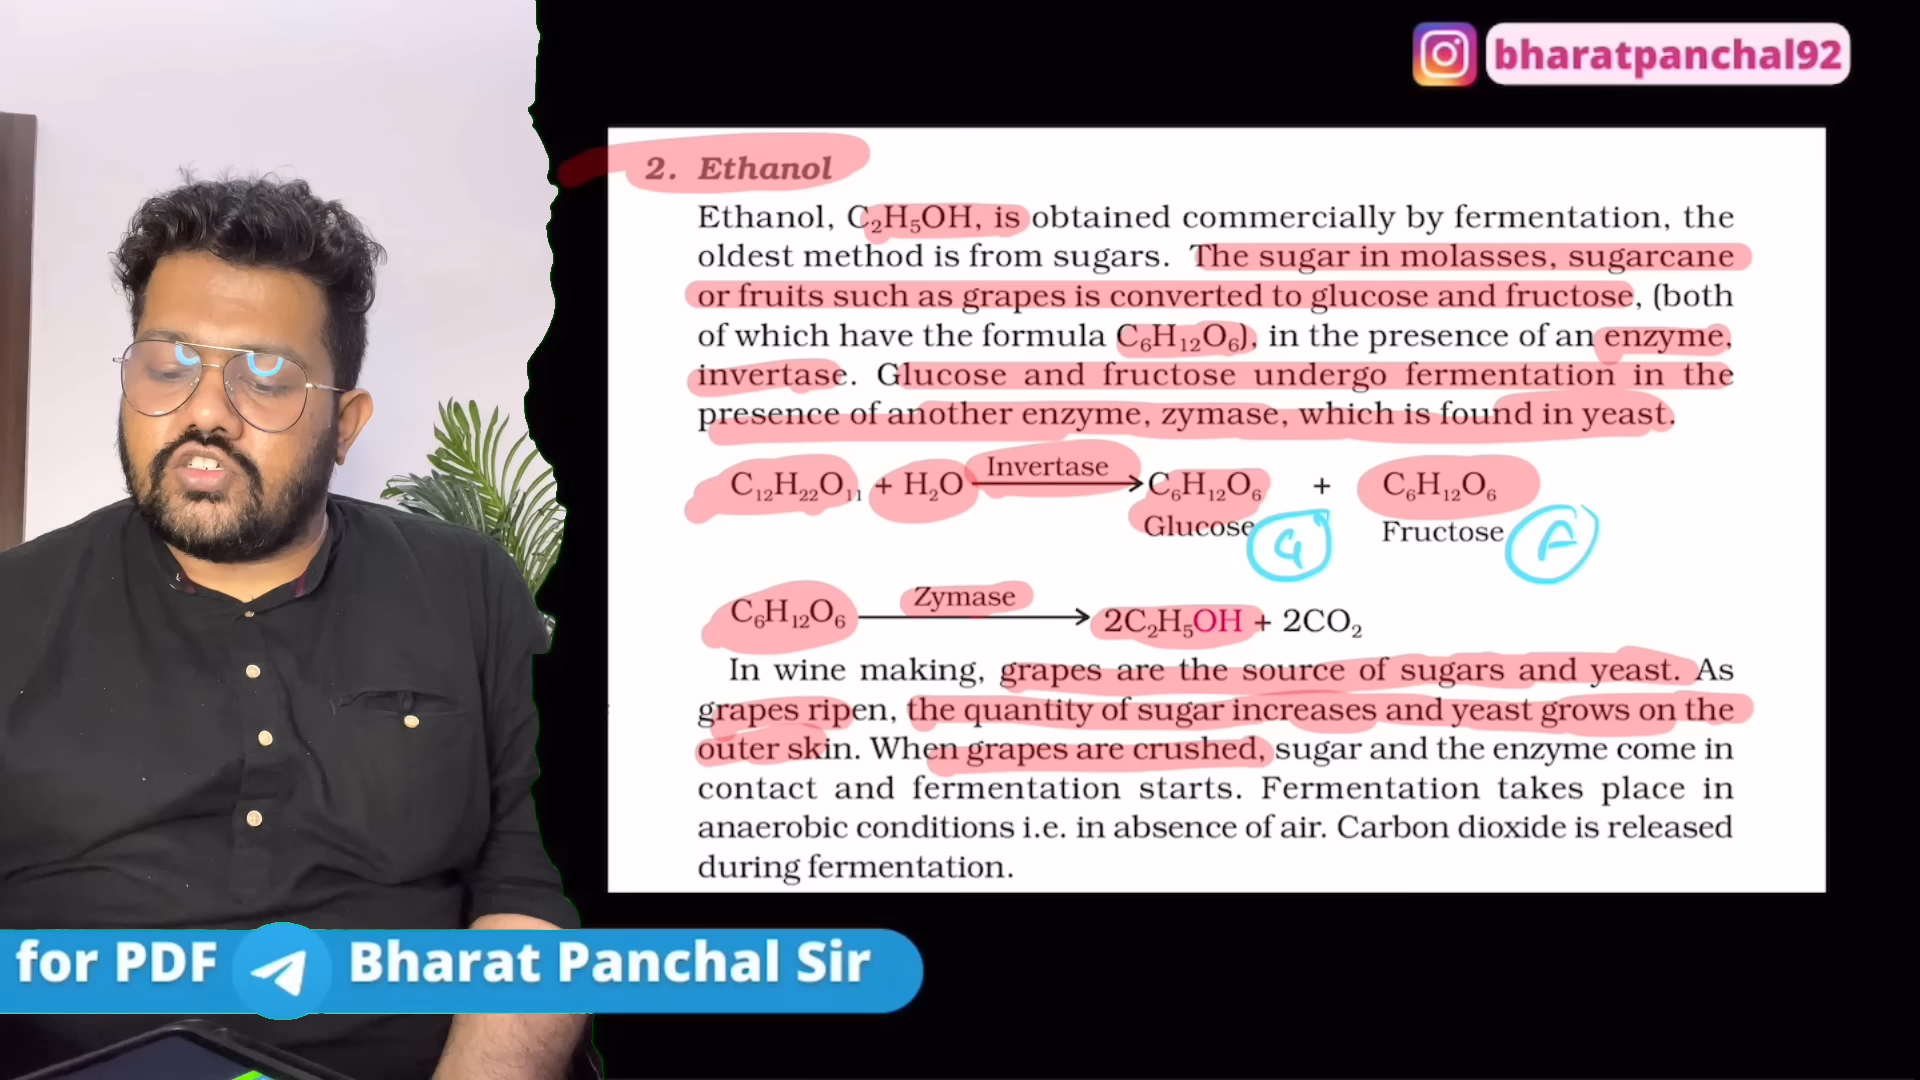 bharatpanchal92
2. Ethanol
Ethanol, C₂H₅OH, is obtained commercially by fermentation, the
oldest method is from sugars. The sugar in molasses, sugarcane
or fruits such as grapes is converted to glucose and fructose, (both
of which have the formula C₆H₁₂O₆), in the presence of an enzyme,
invertase. Glucose and fructose undergo fermentation in the
presence of another enzyme, zymase, which is found in yeast.
C₁₂H₂₂O₁₁ + H₂O Invertase→ C₆H₁₂O₆ + C₆H₁₂O₆
Glucose G Fructose F
C₆H₁₂O₆ Zymase→ 2C₂H₅OH + 2CO₂
In wine making, grapes are the source of sugars and yeast. As
grapes ripen, the quantity of sugar increases and yeast grows on the
outer skin. When grapes are crushed, sugar and the enzyme come in
contact and fermentation starts. Fermentation takes place in
anaerobic conditions i.e. in absence of air. Carbon dioxide is released
during fermentation.
for PDF Bharat Panchal Sir